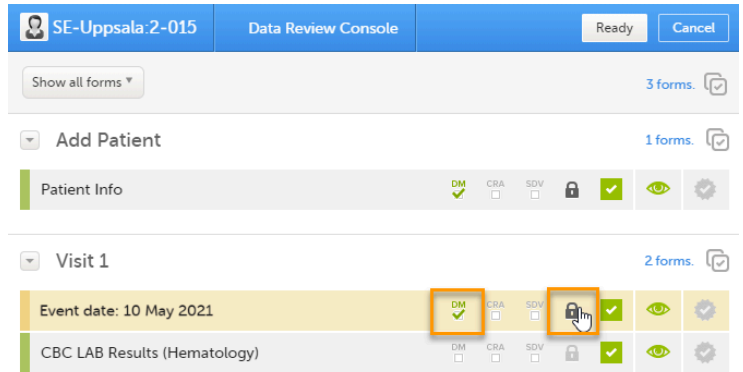 SE-Uppsala:2-015 Data Review Console Ready Cancel
Show all forms 3 forms.
Add Patient 1 forms.
Patient Info DM CRA SDV
Visit 1 2 forms.
Event date: 10 May 2021 DM CRA SDV
CBC LAB Results (Hematology) DM CRA SDV